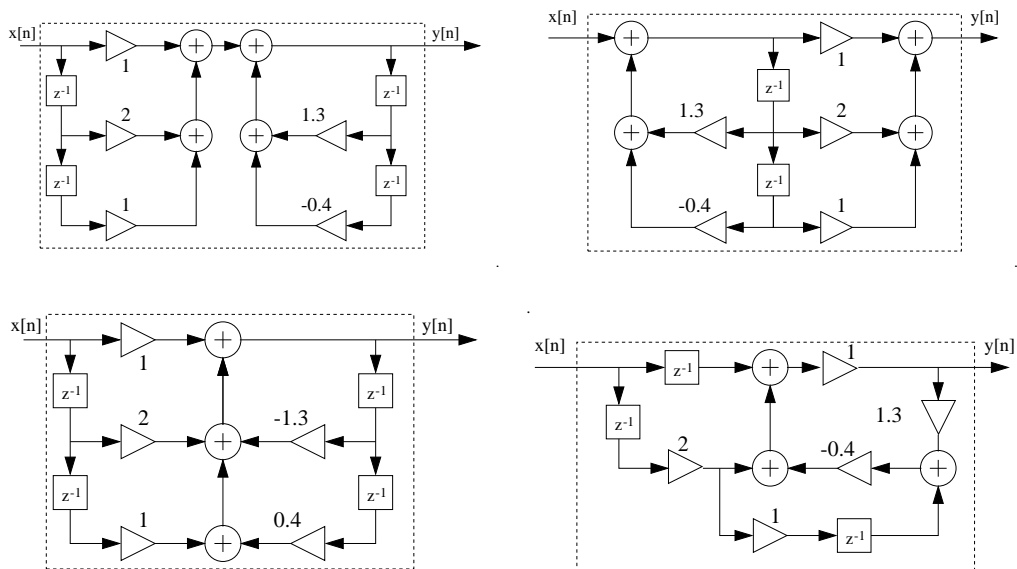 x[n] y[n]
1
z-1 z-1
2 1.3
z-1 z-1
1 -0.4
x[n] y[n]
1
z-1
1.3 2
z-1
-0.4 1
x[n] y[n]
1
z-1 z-1
2 -1.3
z-1 z-1
1 0.4
x[n] y[n]
z-1 1
z-1 1.3
2 -0.4
1 z-1